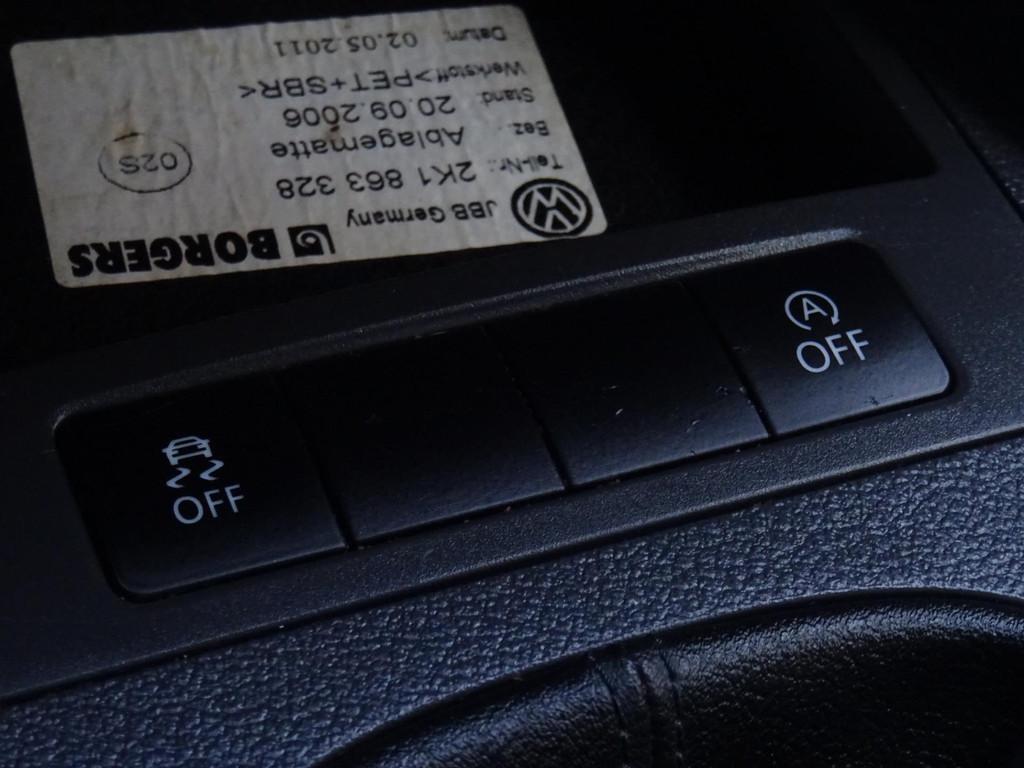 BORGERS
JBB Germany
Teil-Nr.: 2K1 863 328
Bez.: Ablagematte
Stand: 20.09.2006
Werkstoff >PET+SBR<
Datum: 02.05.2011
02S
A
OFF
OFF